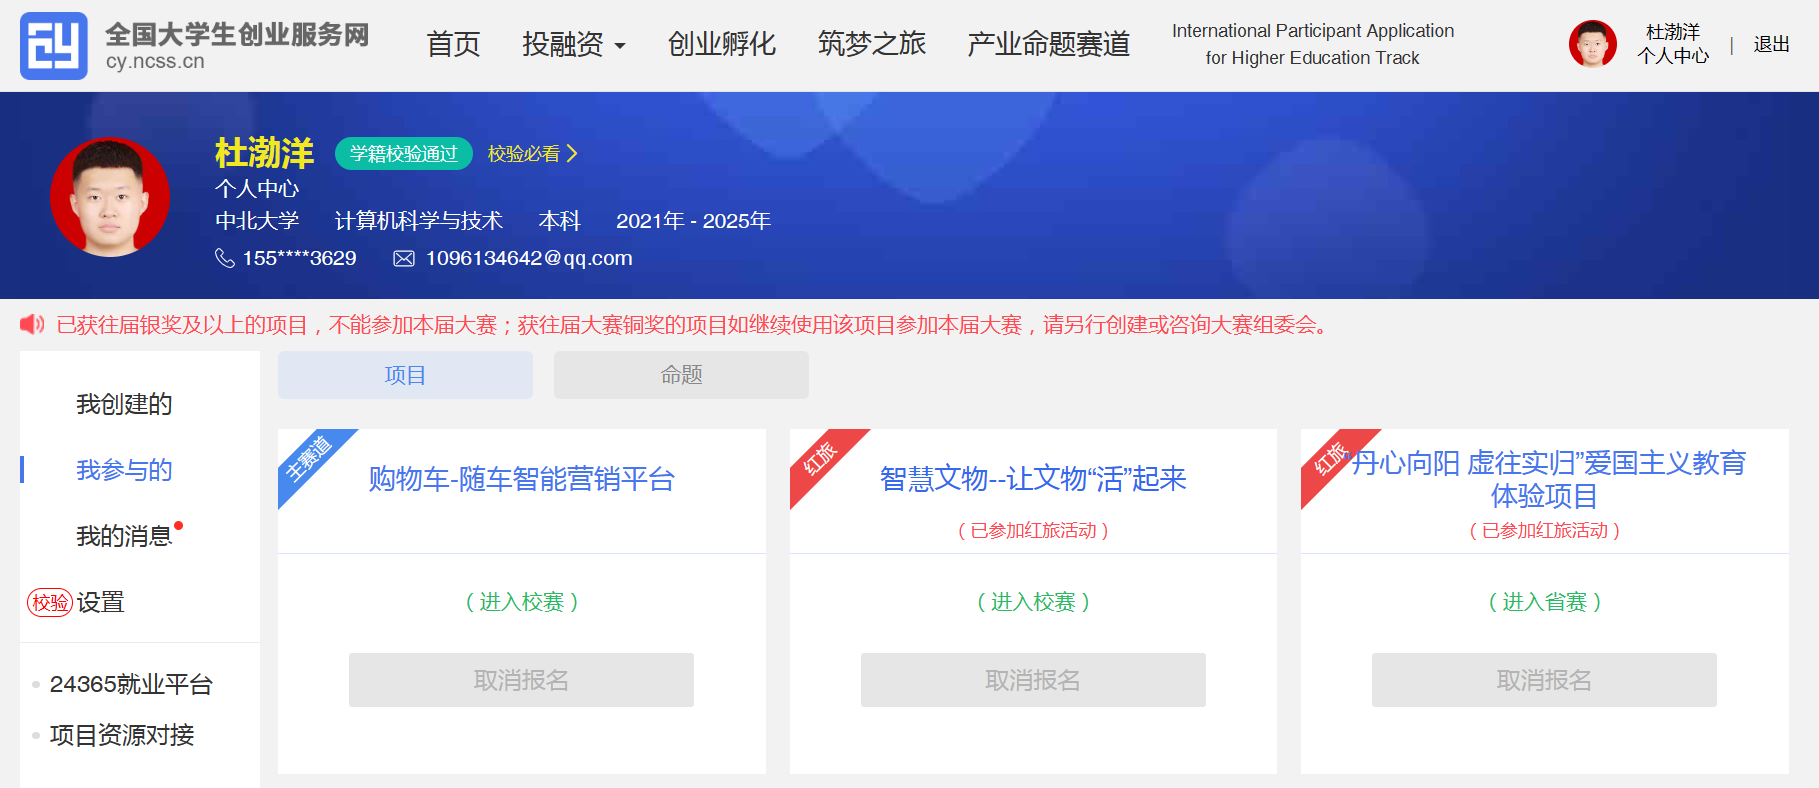 全国大学生创业服务网
cy.ncss.cn
首页
投融资
创业孵化
筑梦之旅
产业命题赛道
International Participant Application
for Higher Education Track
杜渤洋
个人中心
|
退出
杜渤洋
学籍校验通过
校验必看
个人中心
中北大学 计算机科学与技术 本科 2021年 - 2025年
155****3629 1096134642@qq.com
已获往届银奖及以上的项目，不能参加本届大赛；获往届大赛铜奖的项目如继续使用该项目参加本届大赛，请另行创建或咨询大赛组委会。
我创建的
我参与的
我的消息
校验 设置
24365就业平台
项目资源对接
项目
命题
主赛道
购物车-随车智能营销平台
（进入校赛）
取消报名
红旅
智慧文物--让文物“活”起来
（已参加红旅活动）
（进入校赛）
取消报名
红旅
“丹心向阳 虚往实归”爱国主义教育
体验项目
（已参加红旅活动）
（进入省赛）
取消报名